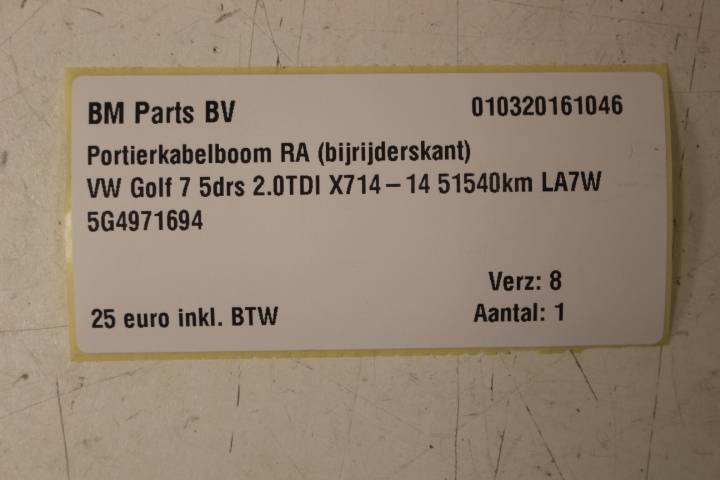 BM Parts BV 010320161046
Portierkabelboom RA (bijrijderskant)
VW Golf 7 5drs 2.0TDI X714-14 51540km LA7W
5G4971694
Verz: 8
25 euro inkl. BTW Aantal: 1